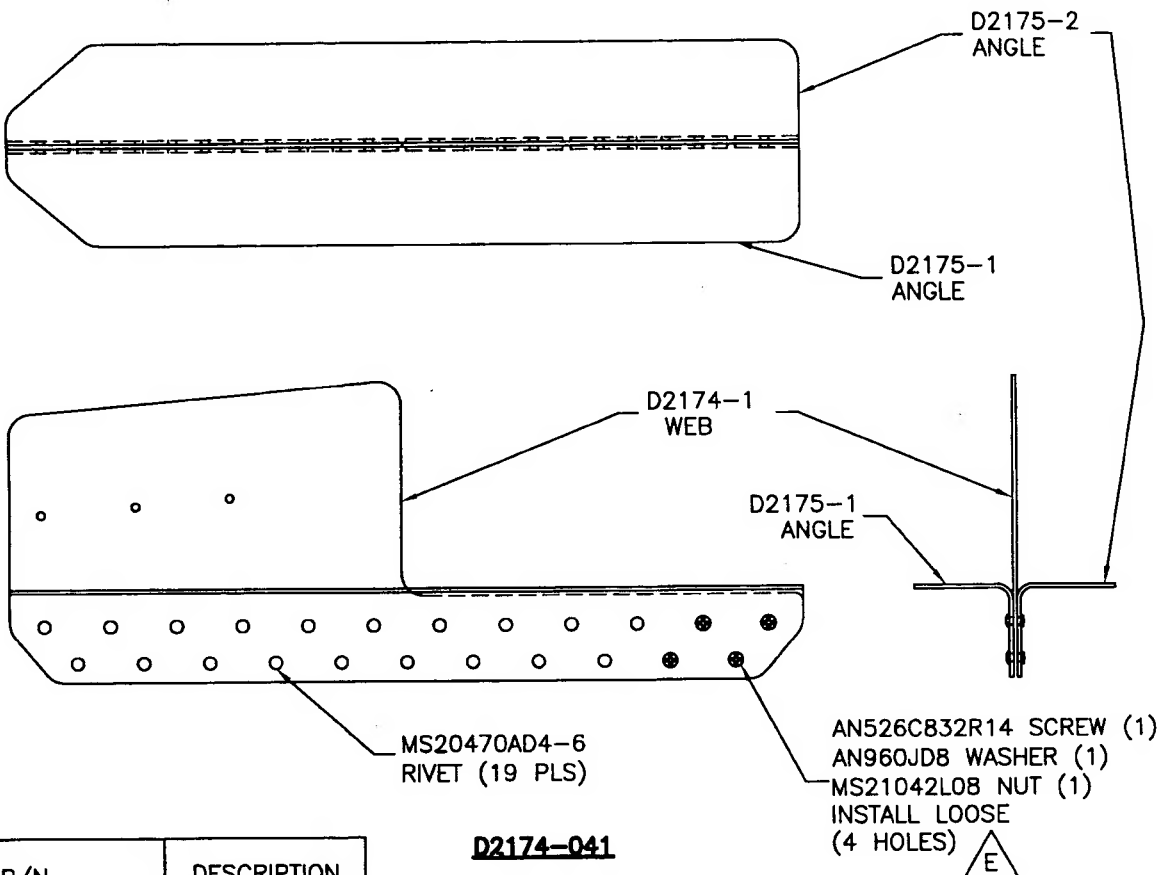 D2175-2
ANGLE
D2175-1
ANGLE
D2174-1
WEB
D2175-1
ANGLE
MS20470AD4-6
RIVET (19 PLS)
AN526C832R14 SCREW (1)
AN960JD8 WASHER (1)
MS21042L08 NUT (1)
INSTALL LOOSE
(4 HOLES)
E
D2174-041
P/N
DESCRIPTION